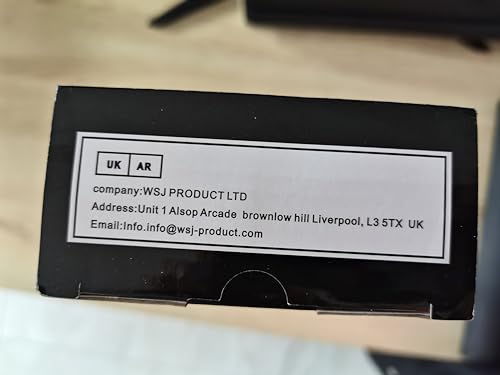 UK AR
company:WSJ PRODUCT LTD
Address:Unit 1 Alsop Arcade brownlow hill Liverpool, L3 5TX UK
Email:Info.info@wsj-product.com